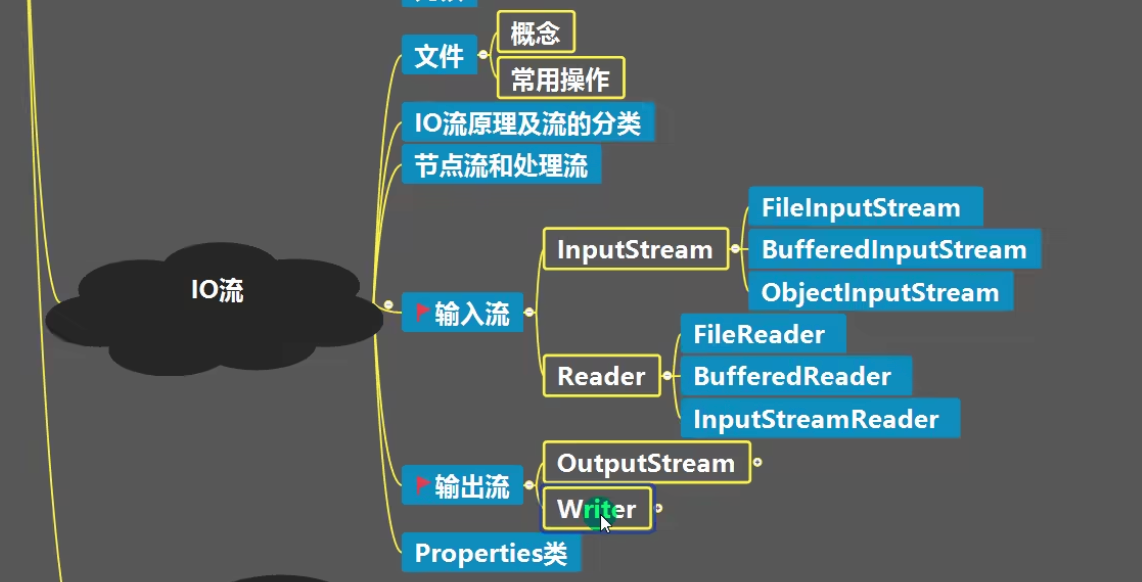 文件
概念
常用操作
IO流原理及流的分类
节点流和处理流
IO流
输入流
InputStream
FileInputStream
BufferedInputStream
ObjectInputStream
Reader
FileReader
BufferedReader
InputStreamReader
输出流
OutputStream
Writer
Properties类